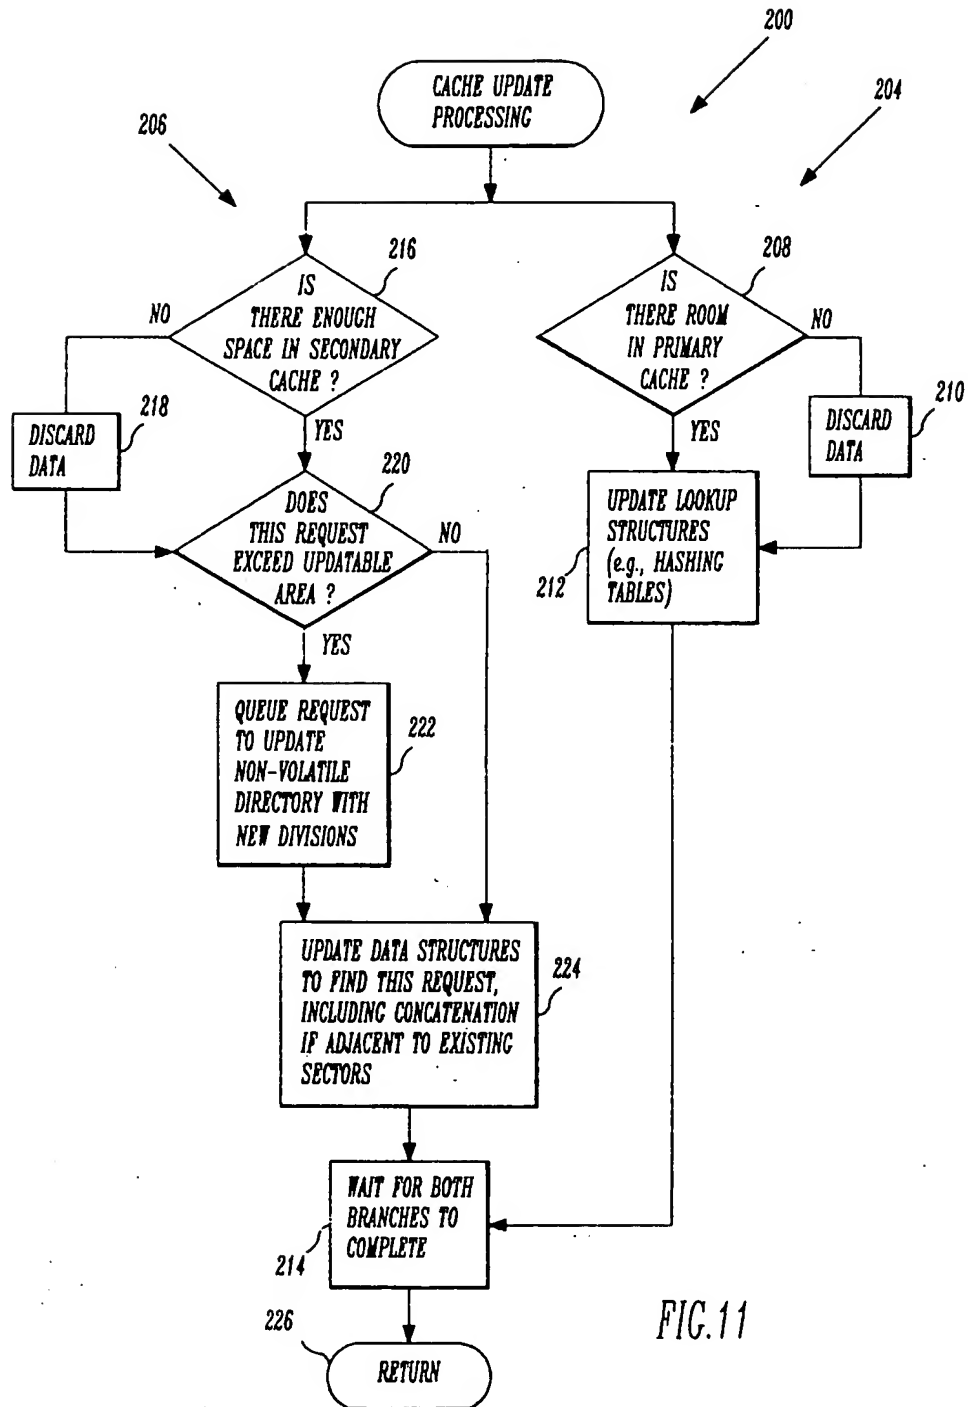 200
CACHE UPDATE
PROCESSING
204
206
216
IS
THERE ENOUGH
SPACE IN SECONDARY
CACHE ?
NO
YES
208
IS
THERE ROOM
IN PRIMARY
CACHE ?
NO
YES
218
DISCARD
DATA
210
DISCARD
DATA
220
DOES
THIS REQUEST
EXCEED UPDATABLE
AREA ?
NO
YES
UPDATE LOOKUP
STRUCTURES
(e.g., HASHING
TABLES)
212
QUEUE REQUEST
TO UPDATE
NON-VOLATILE
DIRECTORY WITH
NEW DIVISIONS
222
UPDATE DATA STRUCTURES
TO FIND THIS REQUEST,
INCLUDING CONCATENATION
IF ADJACENT TO EXISTING
SECTORS
224
WAIT FOR BOTH
BRANCHES TO
COMPLETE
214
226
RETURN
FIG.11